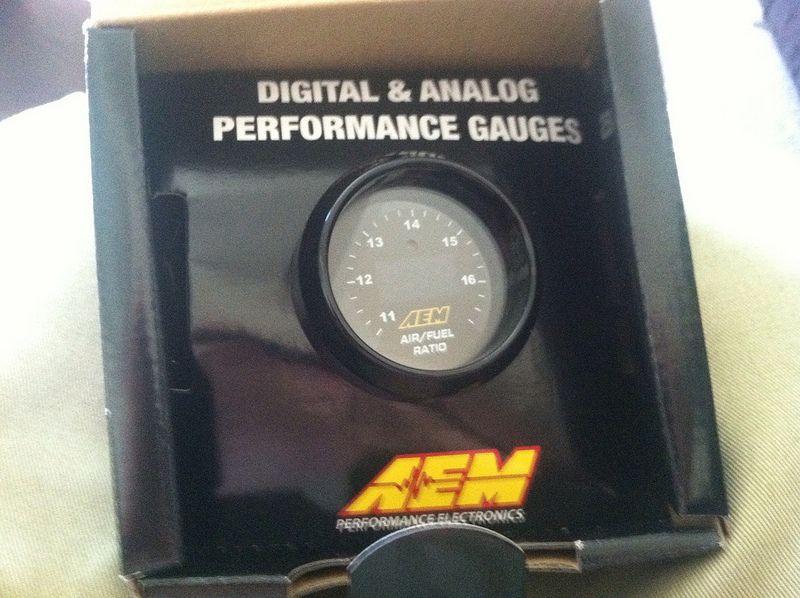 DIGITAL & ANALOG
PERFORMANCE GAUGES
14
13 15
12 16
11 AEM
AIR/FUEL
RATIO
AEM
PERFORMANCE ELECTRONICS